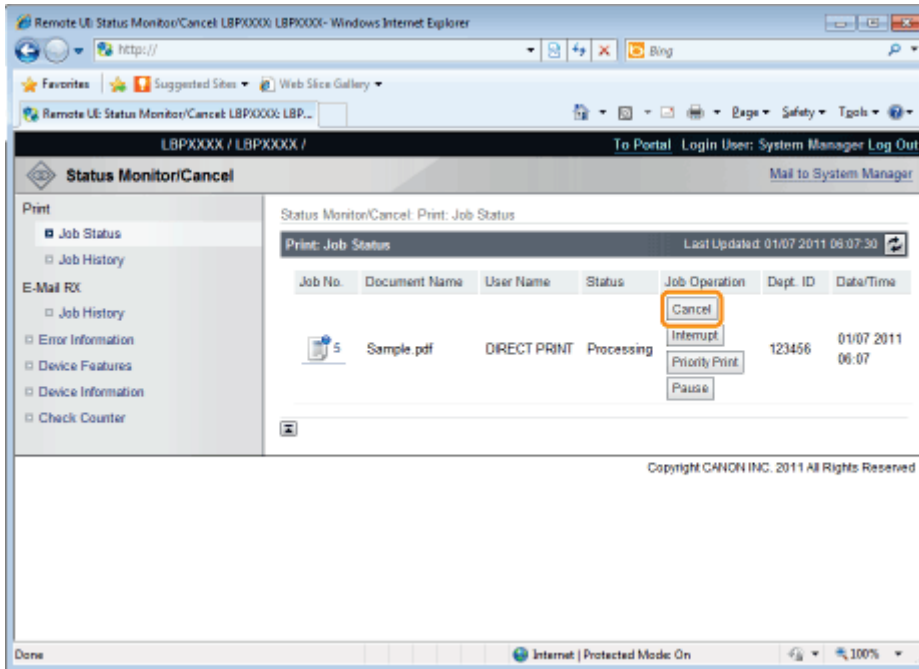 Remote UI: Status Monitor/Cancel: LBPXXXX: LBPXXXX- Windows Internet Explorer
http://
Bing
Favorites Suggested Sites Web Slice Gallery
Remote UI: Status Monitor/Cancel: LBPXXXX: LBP... Page Safety Tools
LBPXXXX / LBPXXXX / To Portal Login User: System Manager Log Out
Status Monitor/Cancel Mail to System Manager
Print
Job Status
Job History
E-Mail RX
Job History
Error Information
Device Features
Device Information
Check Counter
Status Monitor/Cancel: Print: Job Status
Print: Job Status Last Updated: 01/07 2011 06:07:30
Job No. Document Name User Name Status Job Operation Dept. ID Date/Time
5 Sample.pdf DIRECT PRINT Processing
Cancel
Interrupt
Priority Print
Pause
123456
01/07 2011
06:07
Copyright CANON INC. 2011 All Rights Reserved
Done Internet | Protected Mode: On 100%